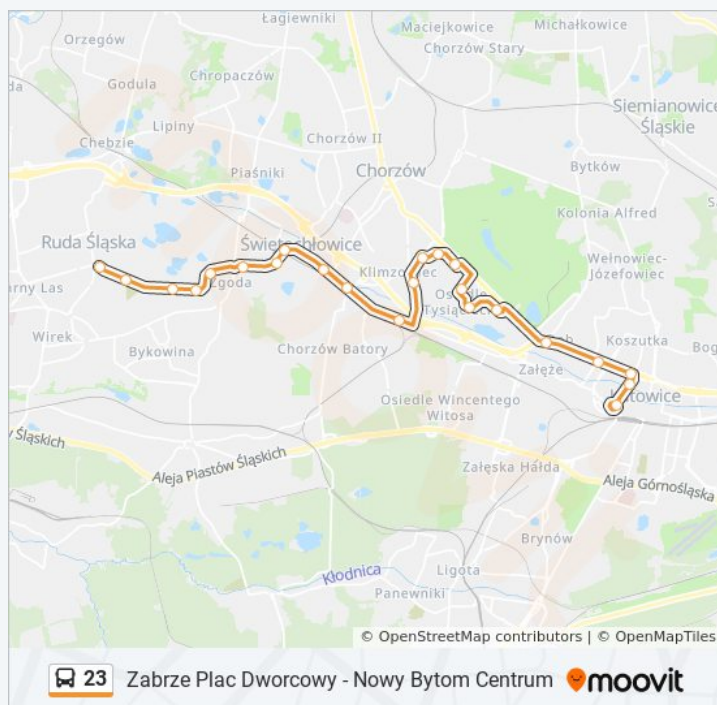 Łagiewniki
Maciejkowice
Michałkowice
Orzegów
Chorzów Stary
Chropaczów
Godula
Siemianowice
Śląskie
Lipiny
Chorzów II
Chebzie
Bytków
Piaśniki
Chorzów
Kolonia Alfred
Ruda Śląska
Świętochłowice
Wełnowiec-
Józefowiec
Klimzowiec
arny Las
Zgoda
Osiedle
Wirek
Koszutka
Bog
Bykowina
Chorzów Batory
Załęże
Osiedle Wincentego
Witosa
Aleja Piastów Śląskich
Załęska Hałda
Aleja Górnośląska
Brynów
Kłodnica
Ligota
Panewniki
© OpenStreetMap contributors | © OpenMapTiles
23 Zabrze Plac Dworcowy - Nowy Bytom Centrum moovit